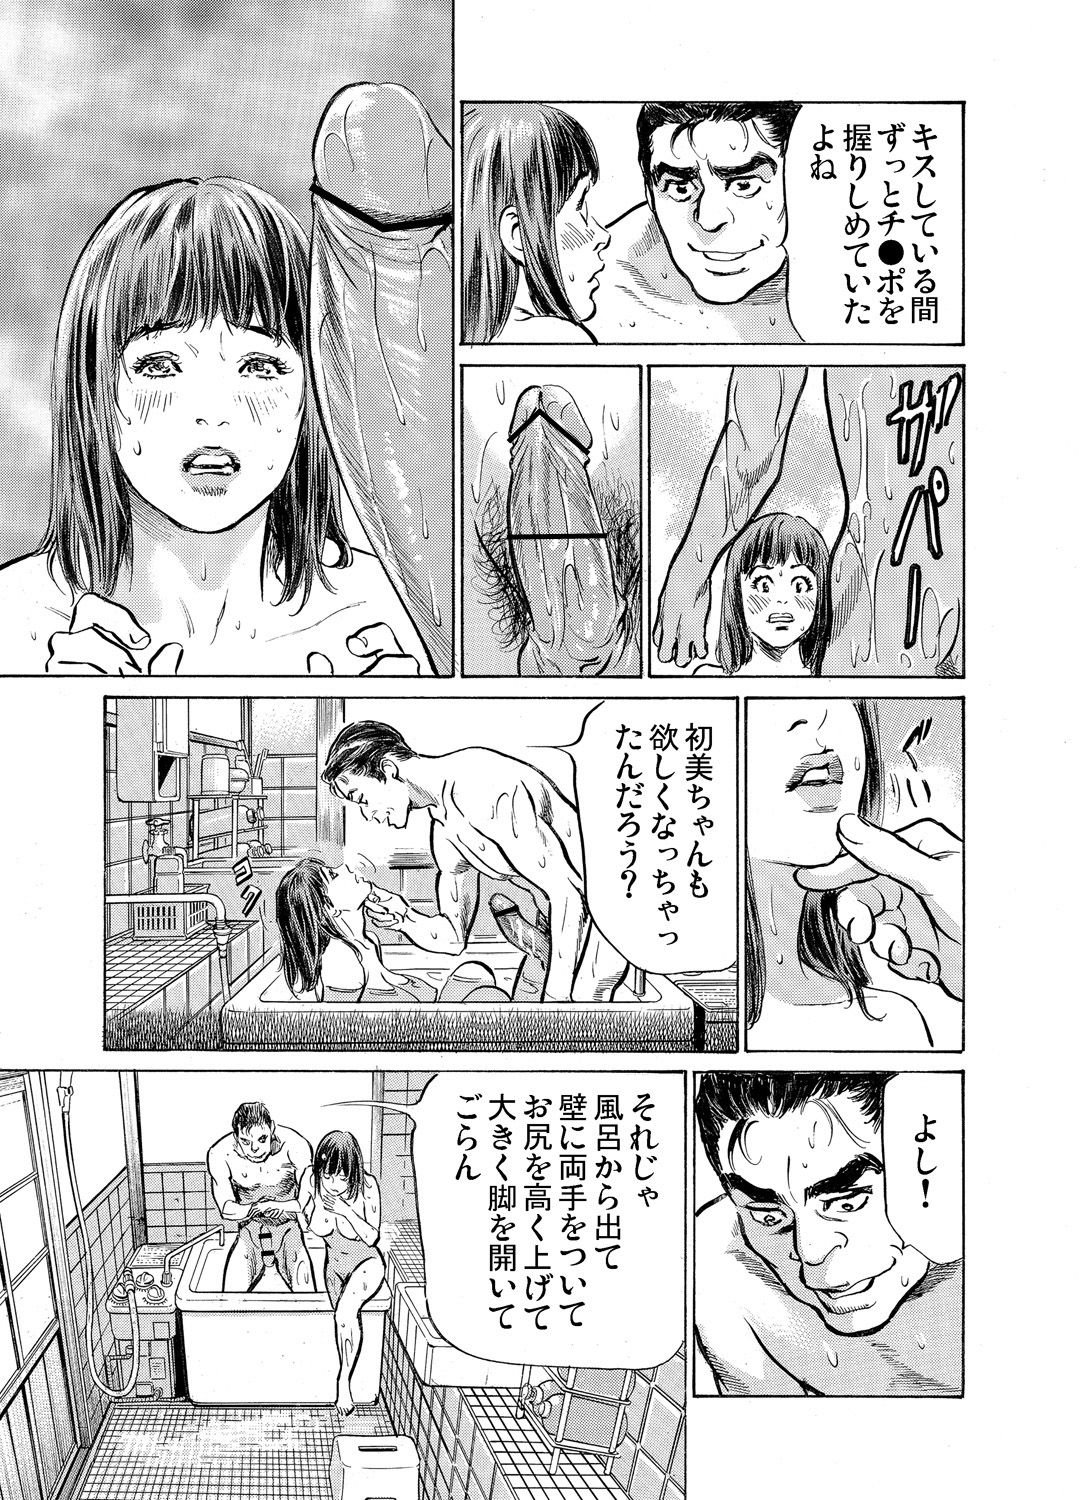 キスしている間
ずっとチ●ポを
握りしめていた
よね
ザバー
ぐい
初美ちゃんも
欲しくなっちゃっ
たんだろう?
よし!
それじゃ
風呂から出て
壁に両手をついて
お尻を高く上げて
大きく脚を開いて
ごらん